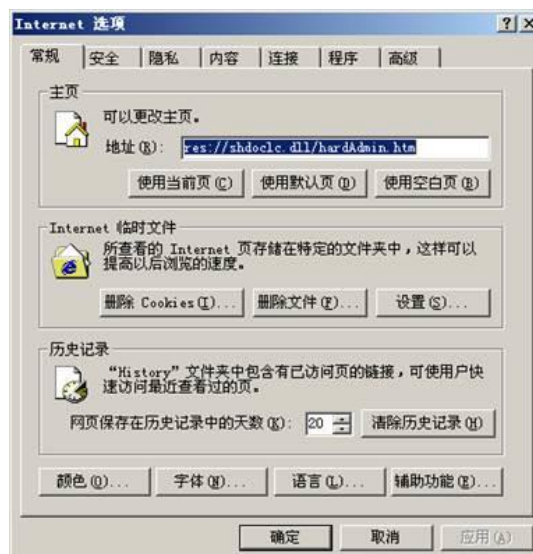 Internet 选项
常规 安全 隐私 内容 连接 程序 高级
主页
可以更改主页。
地址(R): res://shdoclc.dll/hardAdmin.htm
使用当前页(C) 使用默认页(D) 使用空白页(B)
Internet 临时文件
所查看的 Internet 页存储在特定的文件夹中，这样可以
提高以后浏览的速度。
删除 Cookies(I)... 删除文件(F)... 设置(S)...
历史记录
“History”文件夹中包含有已访问页的链接，可使用户快
速访问最近查看过的页。
网页保存在历史记录中的天数(K): 20 清除历史记录(H)
颜色(O)... 字体(N)... 语言(L)... 辅助功能(E)...
确定 取消 应用(A)